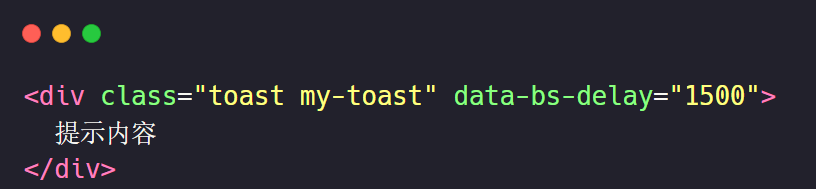 <div class="toast my-toast" data-bs-delay="1500">
  提示内容
</div>